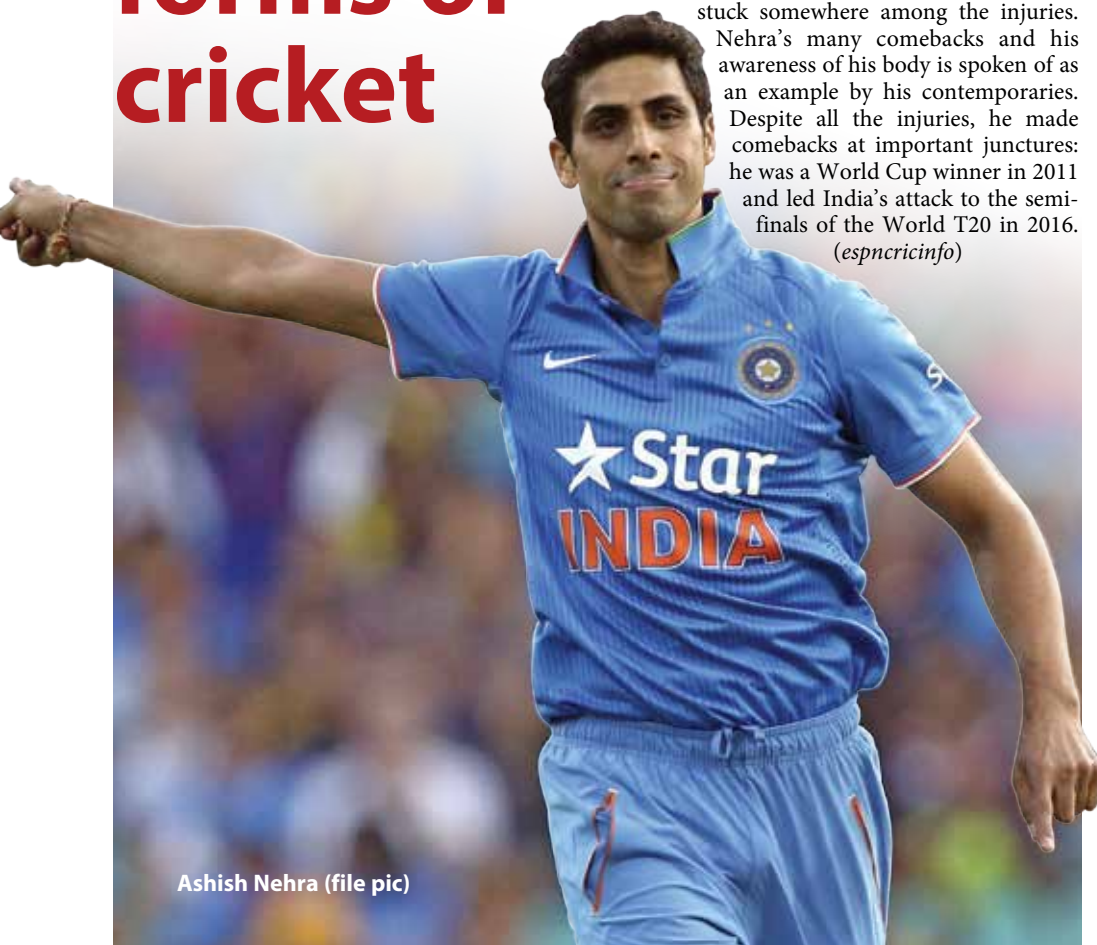 forms of
cricket
stuck somewhere among the injuries.
Nehra's many comebacks and his
awareness of his body is spoken of as
an example by his contemporaries.
Despite all the injuries, he made
comebacks at important junctures:
he was a World Cup winner in 2011
and led India's attack to the semi-
finals of the World T20 in 2016.
(espncricinfo)
Star
INDIA
Ashish Nehra (file pic)